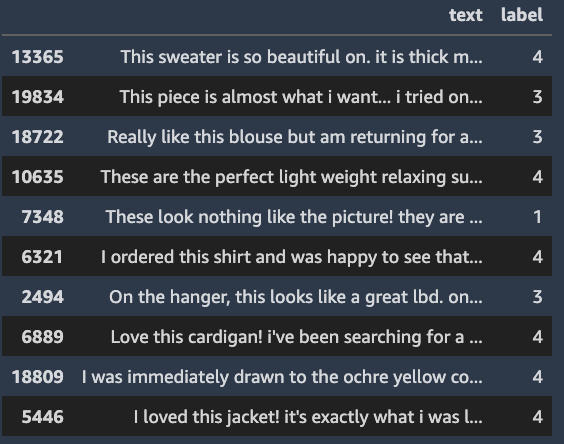 text label
13365 This sweater is so beautiful on. it is thick m... 4
19834 This piece is almost what i want... i tried on... 3
18722 Really like this blouse but am returning for a... 3
10635 These are the perfect light weight relaxing su... 4
7348 These look nothing like the picture! they are ... 1
6321 I ordered this shirt and was happy to see that... 4
2494 On the hanger, this looks like a great lbd. on... 3
6889 Love this cardigan! i've been searching for a ... 4
18809 I was immediately drawn to the ochre yellow co... 4
5446 I loved this jacket! it's exactly what i was l... 4